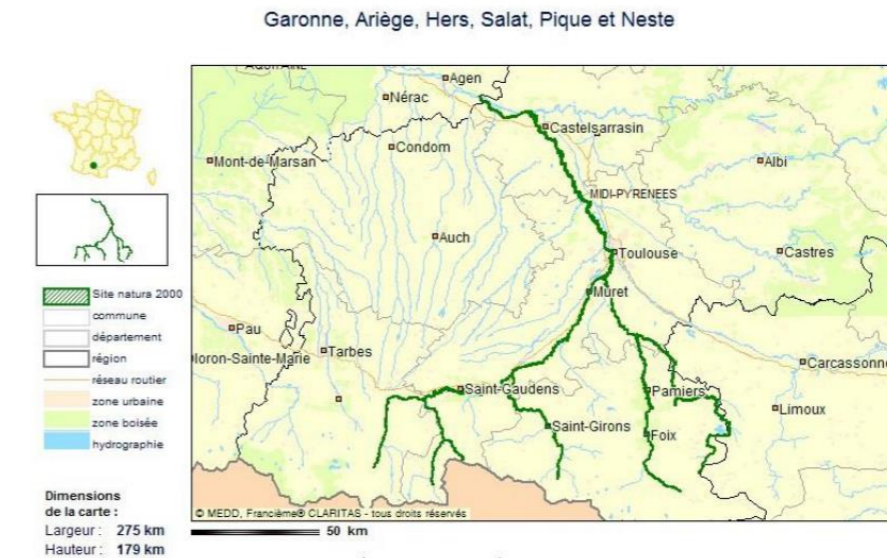 Garonne, Ariège, Hers, Salat, Pique et Neste
AQUITAINE
Agen
Nérac
Castelsarrasin
Condom
Mont-de-Marsan
Albi
MIDI-PYRENEES
Auch
Toulouse
Castres
Muret
Site natura 2000
commune
département
région
réseau routier
zone urbaine
zone boisée
hydrographie
Pau
Tarbes
Oloron-Sainte-Marie
Carcassonne
Saint-Gaudens
Pamiers
Limoux
Saint-Girons
Foix
Dimensions
de la carte :
Largeur : 275 km
Hauteur : 179 km
© MEDD, Francième® CLARITAS - tous droits réservés
50 km